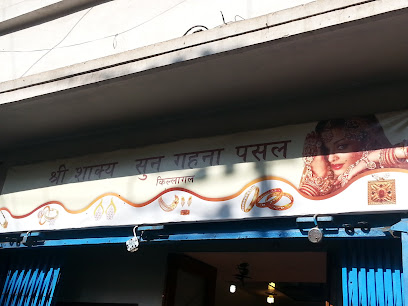 श्री शाक्य सुन गहना पसल
किल्लागल